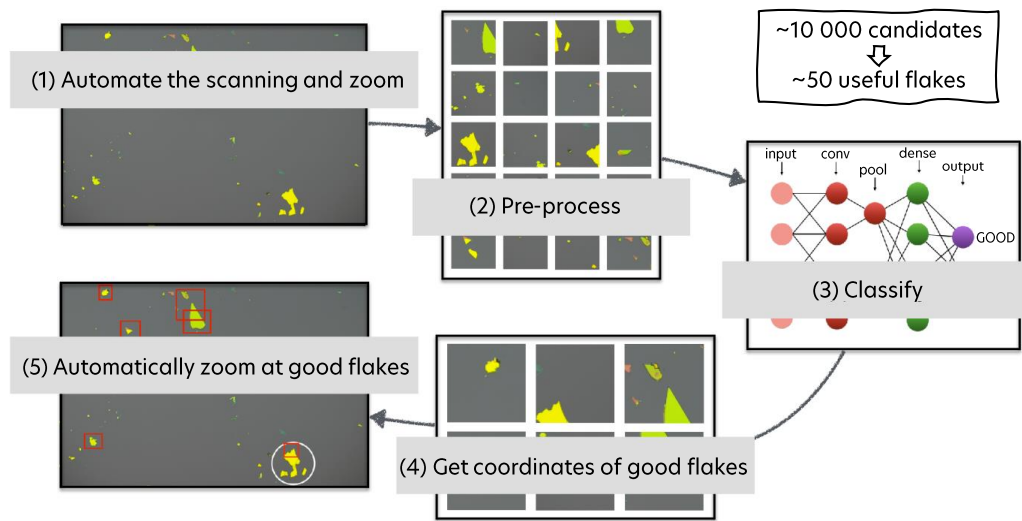 (1) Automate the scanning and zoom
(2) Pre-process
~10 000 candidates
~50 useful flakes
input
conv
pool
dense
output
GOOD
(3) Classify
(4) Get coordinates of good flakes
(5) Automatically zoom at good flakes